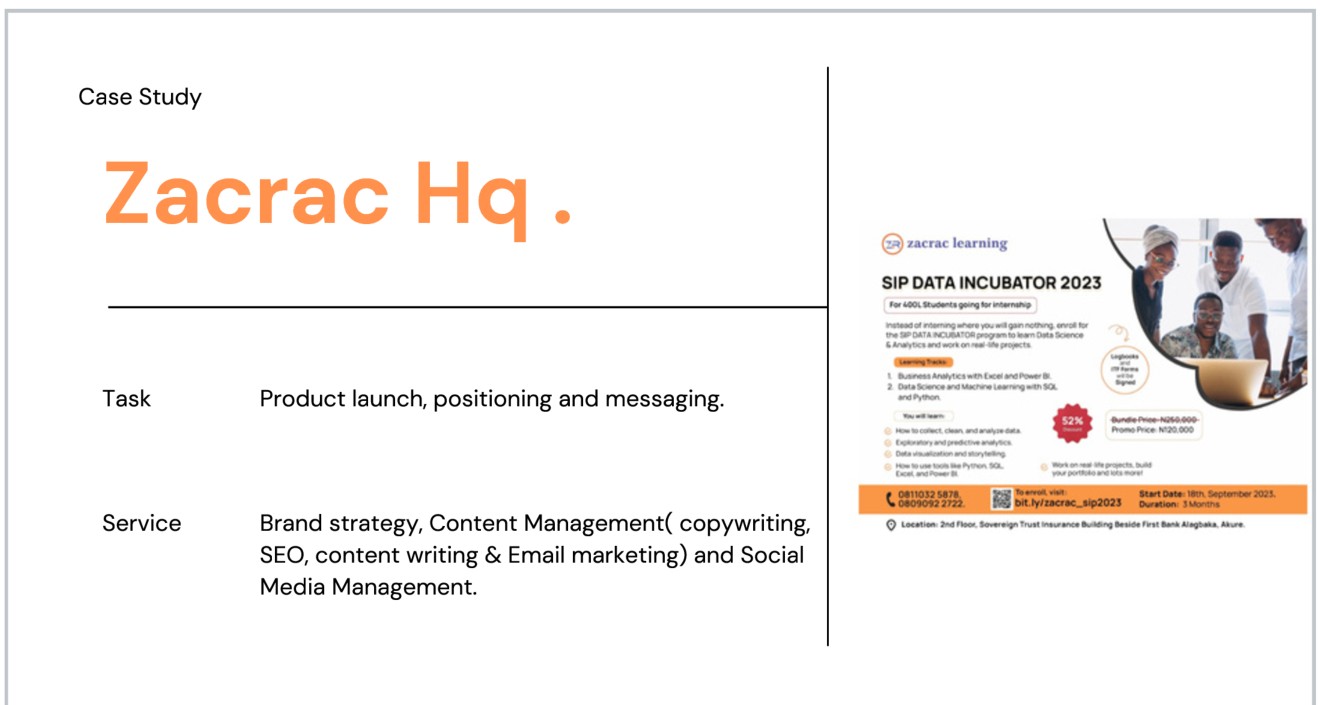 Case Study
Zacrac Hq .
Task
Product launch, positioning and messaging.
Service
Brand strategy, Content Management( copywriting,
SEO, content writing & Email marketing) and Social
Media Management.
ZR zacrac learning
SIP DATA INCUBATOR 2023
For 400L Students going for internship
Instead of interning where you will gain nothing, enroll for
the SIP DATA INCUBATOR program to learn Data Science
& Analytics and work on real-life projects.
Learning Tracks:
1. Business Analytics with Excel and Power BI.
2. Data Science and Machine Learning with SQL
and Python.
Logbooks
and
ITF Forms
will be
Signed
You will learn:
How to collect, clean, and analyze data.
Exploratory and predictive analytics.
Data visualization and storytelling.
How to use tools like Python, SQL,
Excel, and Power BI.
52%
Discount
Bundle Price: N250,000
Promo Price: N120,000
Work on real-life projects, build
your portfolio and lots more!
0811032 5878,
0809092 2722.
To enroll, visit:
bit.ly/zacrac_sip2023
Start Date: 18th, September 2023.
Duration: 3 Months
Location: 2nd Floor, Sovereign Trust Insurance Building Beside First Bank Alagbaka, Akure.